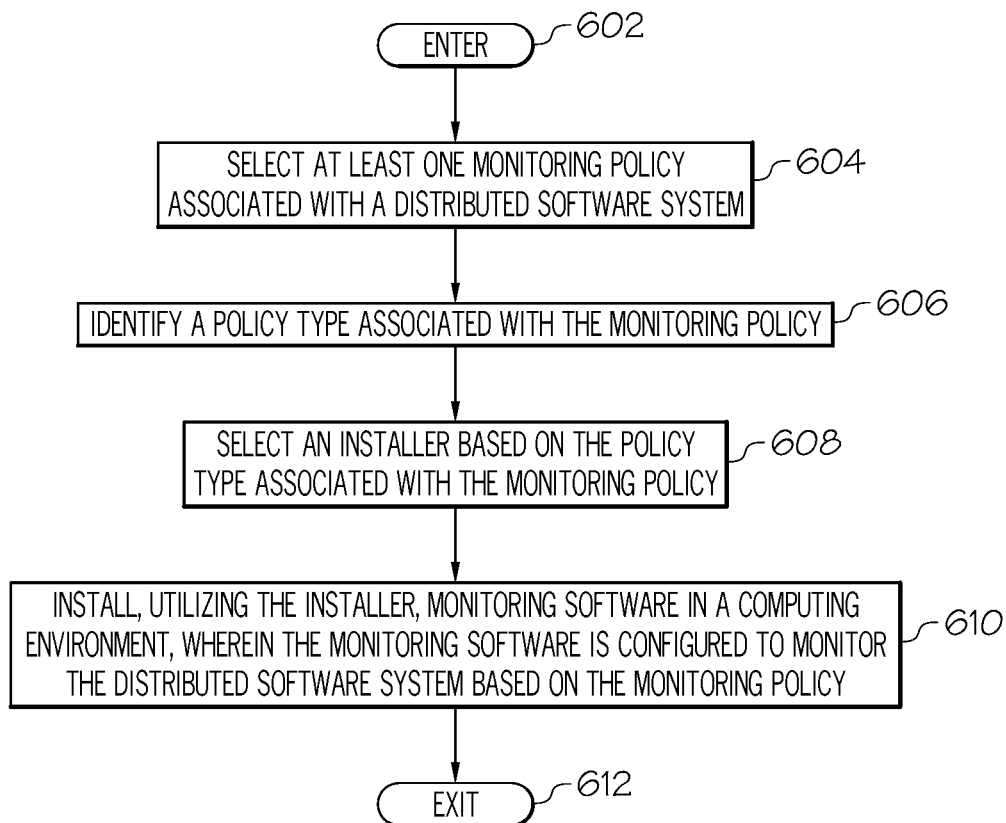 ENTER
602
SELECT AT LEAST ONE MONITORING POLICY
ASSOCIATED WITH A DISTRIBUTED SOFTWARE SYSTEM
604
IDENTIFY A POLICY TYPE ASSOCIATED WITH THE MONITORING POLICY
606
SELECT AN INSTALLER BASED ON THE POLICY
TYPE ASSOCIATED WITH THE MONITORING POLICY
608
INSTALL, UTILIZING THE INSTALLER, MONITORING SOFTWARE IN A COMPUTING
ENVIRONMENT, WHEREIN THE MONITORING SOFTWARE IS CONFIGURED TO MONITOR
THE DISTRIBUTED SOFTWARE SYSTEM BASED ON THE MONITORING POLICY
610
EXIT
612